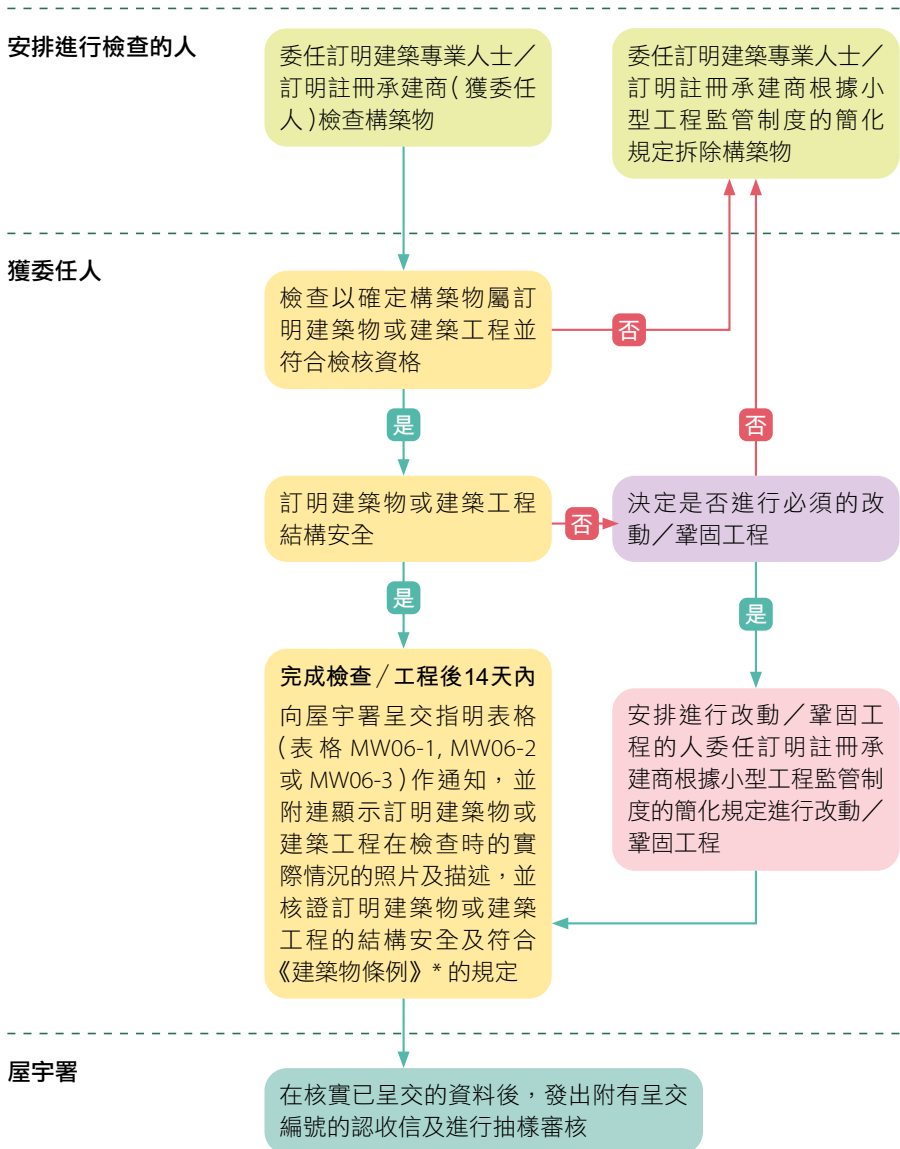 安排進行檢查的人
委任訂明建築專業人士／
訂明註冊承建商(獲委任
人)檢查構築物
委任訂明建築專業人士／
訂明註冊承建商根據小
型工程監管制度的簡化
規定拆除構築物
獲委任人
檢查以確定構築物屬訂
明建築物或建築工程並
符合檢核資格
否
是
否
訂明建築物或建築工程
結構安全
否
決定是否進行必須的改
動／鞏固工程
是
是
完成檢查／工程後14天內
向屋宇署呈交指明表格
(表格 MW06-1, MW06-2
或 MW06-3)作通知，並
附連顯示訂明建築物或
建築工程在檢查時的實
際情況的照片及描述，並
核證訂明建築物或建築
工程的結構安全及符合
《建築物條例》* 的規定
安排進行改動／鞏固工
程的人委任訂明註冊承
建商根據小型工程監管制
度的簡化規定進行改動／
鞏固工程
屋宇署
在核實已呈交的資料後，發出附有呈交
編號的認收信及進行抽樣審核